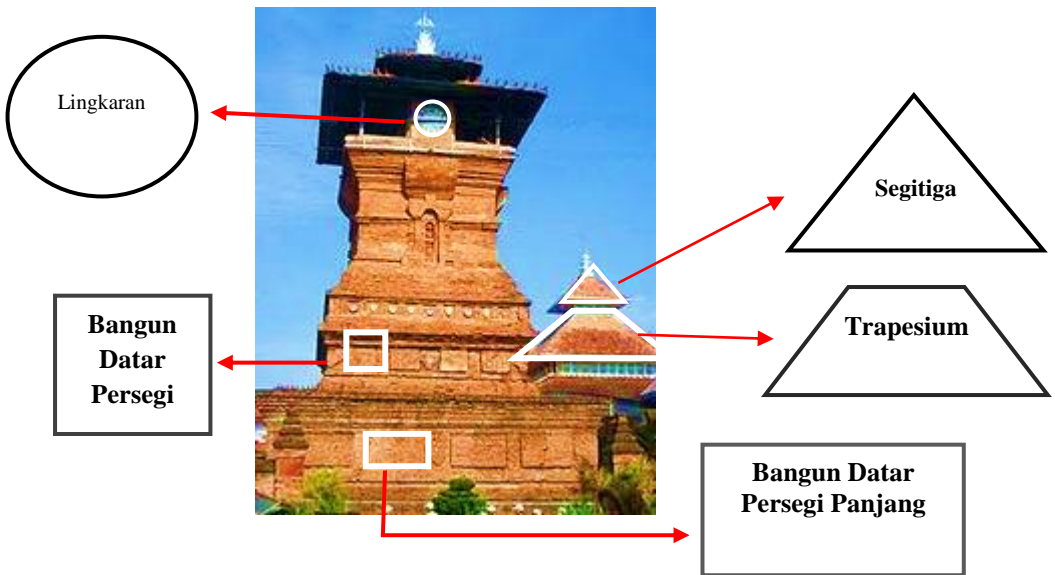 Lingkaran
Segitiga
Bangun
Datar
Persegi
Trapesium
Bangun Datar
Persegi Panjang